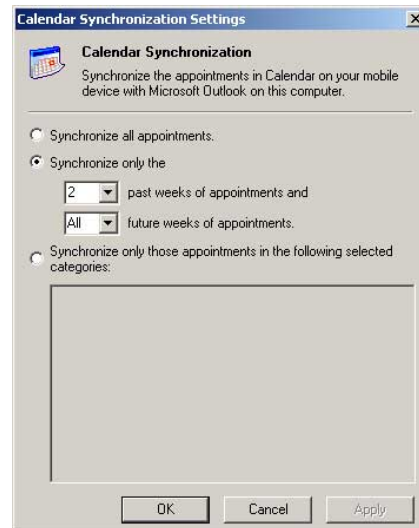 Calendar Synchronization Settings
Calendar Synchronization
Synchronize the appointments in Calendar on your mobile
device with Microsoft Outlook on this computer.
Synchronize all appointments.
Synchronize only the
2 past weeks of appointments and
All future weeks of appointments.
Synchronize only those appointments in the following selected
categories:
OK Cancel Apply